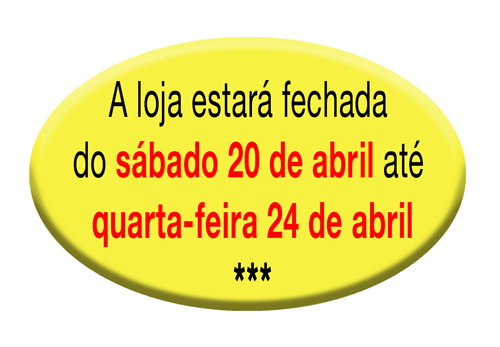 A loja estará fechada
do sábado 20 de abril até
quarta-feira 24 de abril
***